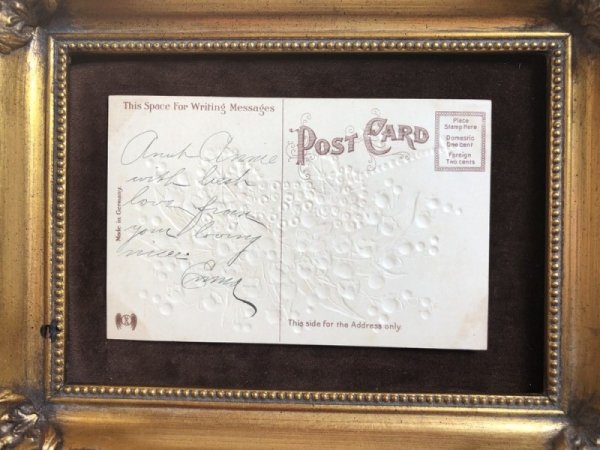 This Space For Writing Messages
POST CARD
Place
Stamp Here
Domestic
One cent
Foreign
Two cents
Aunt Annie
with best
love from
your loving
niece
Emma
Made in Germany.
This side for the Address only.